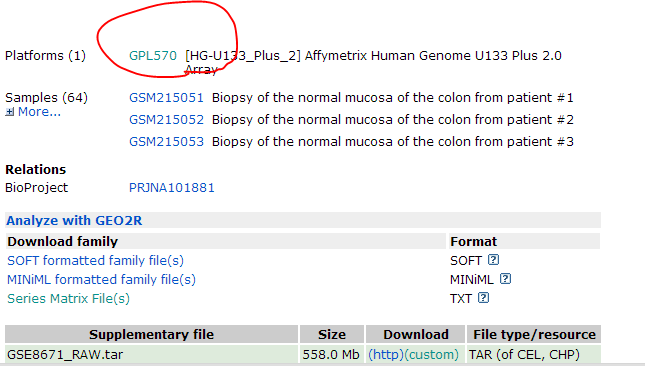 Platforms (1) GPL570 [HG-U133_Plus_2] Affymetrix Human Genome U133 Plus 2.0
Array
Samples (64) GSM215051 Biopsy of the normal mucosa of the colon from patient #1
More... GSM215052 Biopsy of the normal mucosa of the colon from patient #2
GSM215053 Biopsy of the normal mucosa of the colon from patient #3
Relations
BioProject PRJNA101881
Analyze with GEO2R
Download family Format
SOFT formatted family file(s) SOFT ?
MINiML formatted family file(s) MINiML ?
Series Matrix File(s) TXT ?
Supplementary file Size Download File type/resource
GSE8671_RAW.tar 558.0 Mb (http)(custom) TAR (of CEL, CHP)